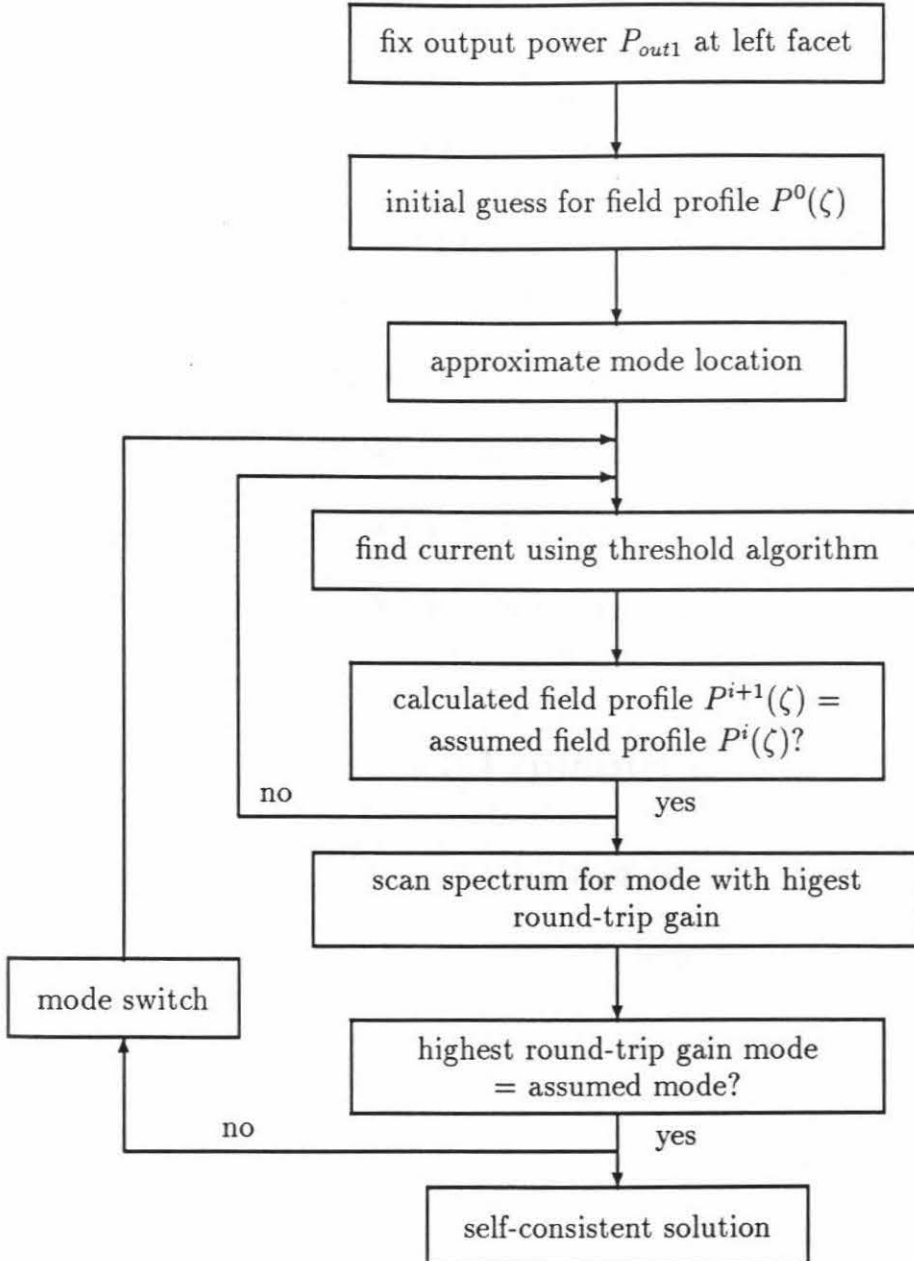 fix output power P_{out1} at left facet
initial guess for field profile P^0(ζ)
approximate mode location
find current using threshold algorithm
calculated field profile P^{i+1}(ζ) =
assumed field profile P^i(ζ)?
no
yes
scan spectrum for mode with higest
round-trip gain
mode switch
highest round-trip gain mode
= assumed mode?
no
yes
self-consistent solution